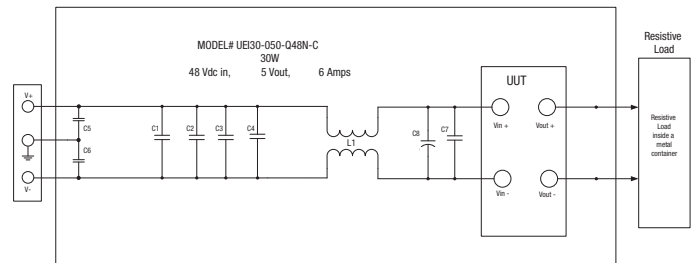 MODEL# UEI30-050-Q48N-C
30W
48 Vdc in, 5 Vout, 6 Amps
Resistive
Load
V+
V-
C5
C6
C1
C2
C3
C4
L1
C8
C7
UUT
Vin +
Vout +
Vin -
Vout -
Resistive
Load
inside a
metal
container